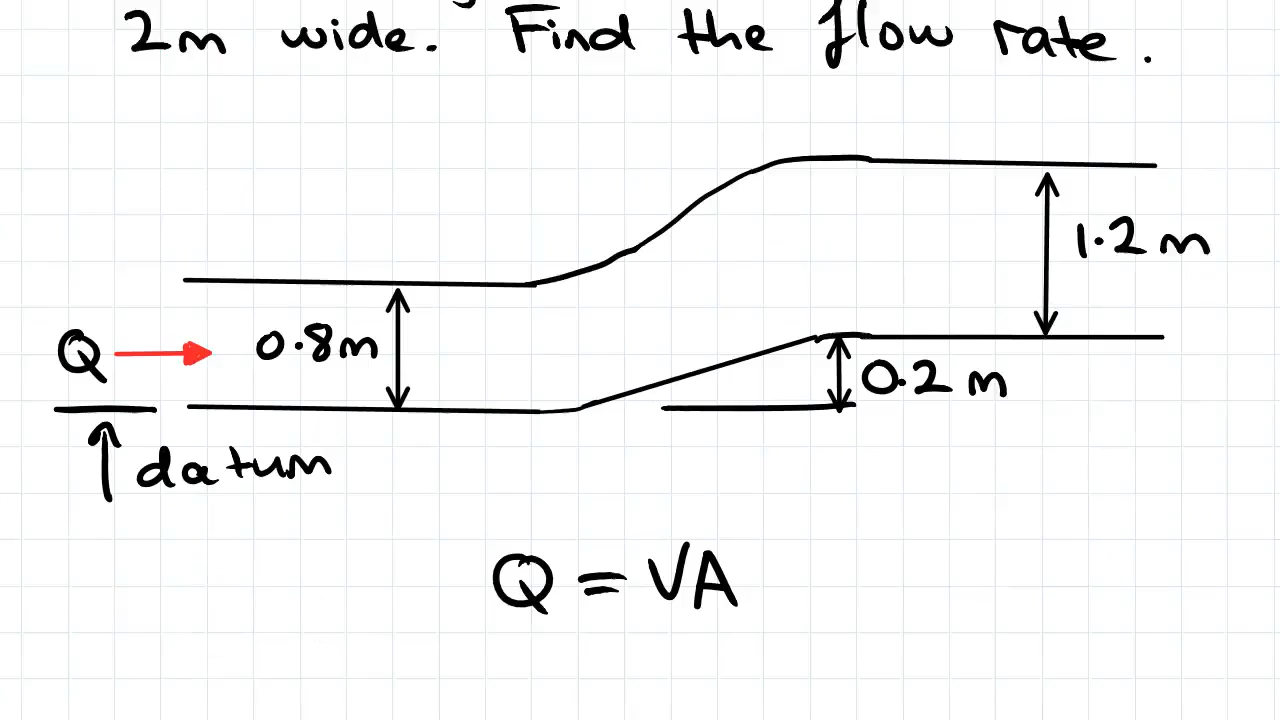 2m wide. Find the flow rate.
1.2 m
Q → 0.8m
0.2 m
datum
Q = VA